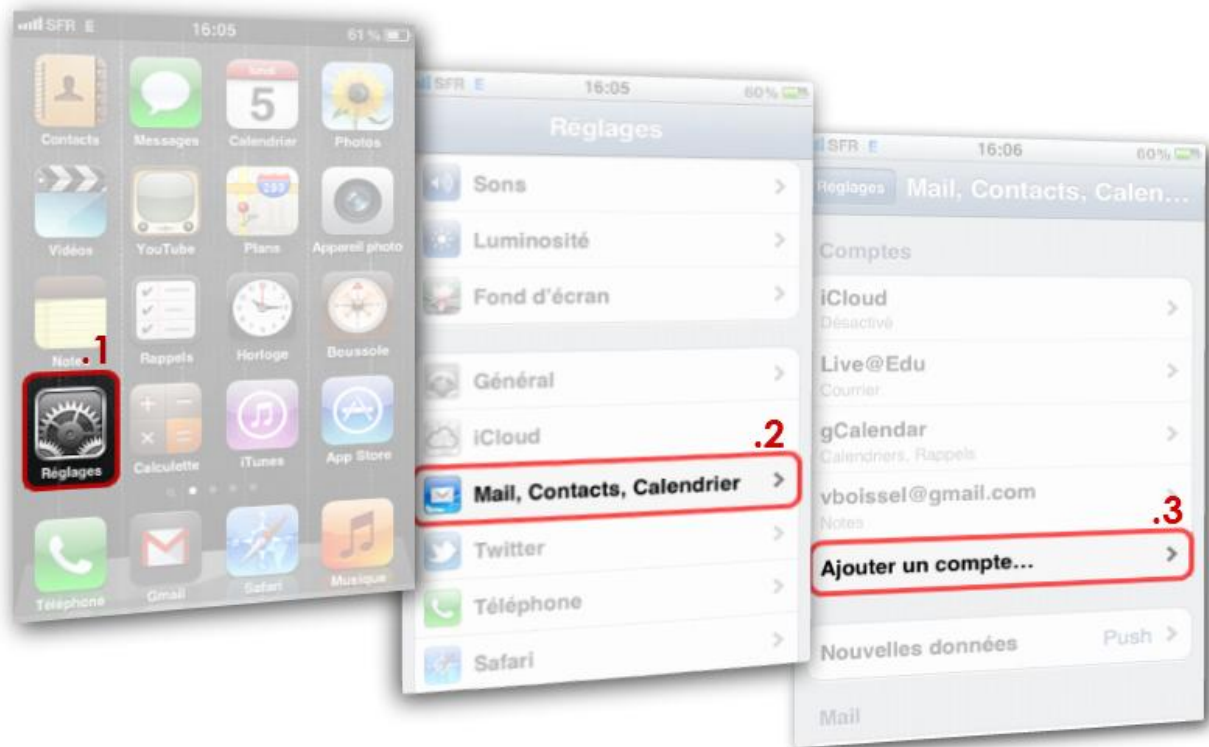 SFR E 16:05 61 %
lundi
5
280
Contacts Messages Calendrier Photos
Vidéos YouTube Plans Appareil photo
Notes Rappels Horloge Boussole
.1
Réglages Calculette iTunes App Store
Téléphone Gmail Safari Musique
SFR E 16:05 60%
Réglages
Sons
Luminosité
Fond d'écran
Général
iCloud
.2
Mail, Contacts, Calendrier
Twitter
Téléphone
Safari
SFR E 16:06 60%
Réglages Mail, Contacts, Calen...
Comptes
iCloud
Désactivé
Live@Edu
Courrier
gCalendar
Calendriers, Rappels
vboissel@gmail.com
Notes
.3
Ajouter un compte...
Nouvelles données Push
Mail